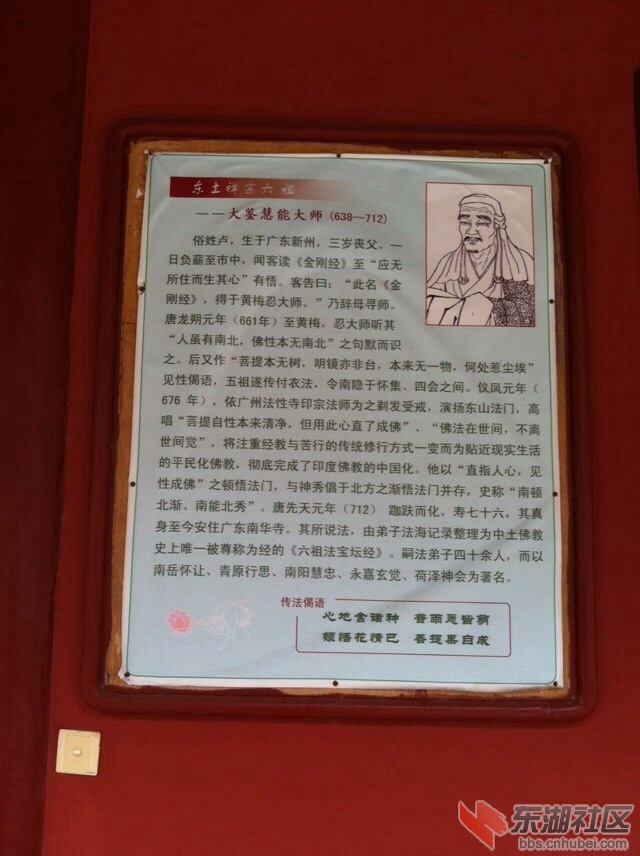 东土禅宗六祖
——大鉴慧能大师(638—712)
俗姓卢，生于广东新州，三岁丧父。一
日负薪至市中，闻客读《金刚经》至“应无
所住而生其心”有悟。客告曰：“此名《金
刚经》，得于黄梅忍大师。”乃辞母寻师。
唐龙朔元年（661年）至黄梅，忍大师听其
“人虽有南北，佛性本无南北”之句默而识
之。后又作“菩提本无树，明镜亦非台，本来无一物，何处惹尘埃”
见性偈语，五祖遂传付衣法，令南隐于怀集、四会之间。仪凤元年（
676 年），依广州法性寺印宗法师为之剃发受戒，演扬东山法门，高
唱“菩提自性本来清净，但用此心直了成佛”、“佛法在世间，不离
世间觉”，将注重经教与苦行的传统修行方式一变而为贴近现实生活
的平民化佛教，彻底完成了印度佛教的中国化。他以“直指人心，见
性成佛”之顿悟法门，与神秀倡于北方之渐悟法门并存，史称“南顿
北渐、南能北秀”。唐先天元年（712） 跏趺而化，寿七十六，其真
身至今安住广东南华寺。其所说法，由弟子法海记录整理为中土佛教
史上唯一被尊称为经的《六祖法宝坛经》。嗣法弟子四十余人，而以
南岳怀让、青原行思、南阳慧忠、永嘉玄觉、荷泽神会为著名。
传法偈语
心地含诸种 普雨悉皆萌
顿悟花情已 菩提果自成
东湖社区
bbs.cnhubei.com